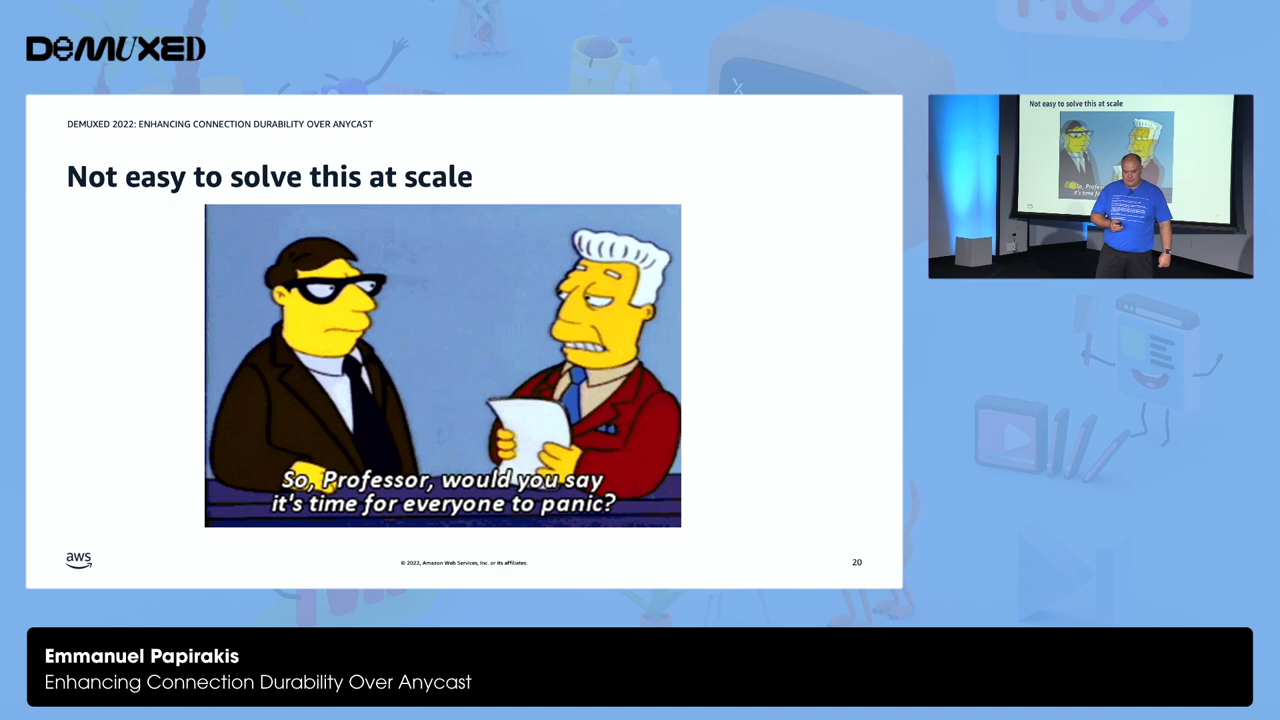 DEMUXED
MUX
DEMUXED 2022: ENHANCING CONNECTION DURABILITY OVER ANYCAST
Not easy to solve this at scale
So, Professor, would you say
it's time for everyone to panic?
aws
© 2022, Amazon Web Services, Inc. or its affiliates.
20
Not easy to solve this at scale
Emmanuel Papirakis
Enhancing Connection Durability Over Anycast